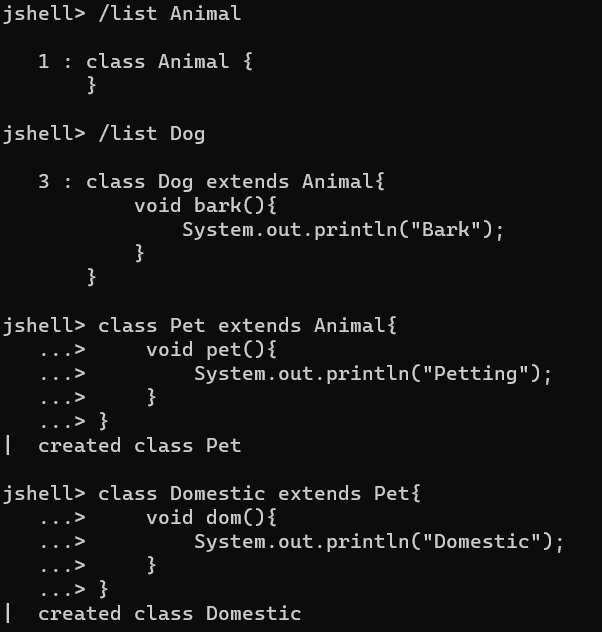 jshell> /list Animal
1 : class Animal {
}
jshell> /list Dog
3 : class Dog extends Animal{
void bark(){
System.out.println("Bark");
}
}
jshell> class Pet extends Animal{
...> void pet(){
...> System.out.println("Petting");
...> }
...> }
| created class Pet
jshell> class Domestic extends Pet{
...> void dom(){
...> System.out.println("Domestic");
...> }
...> }
| created class Domestic